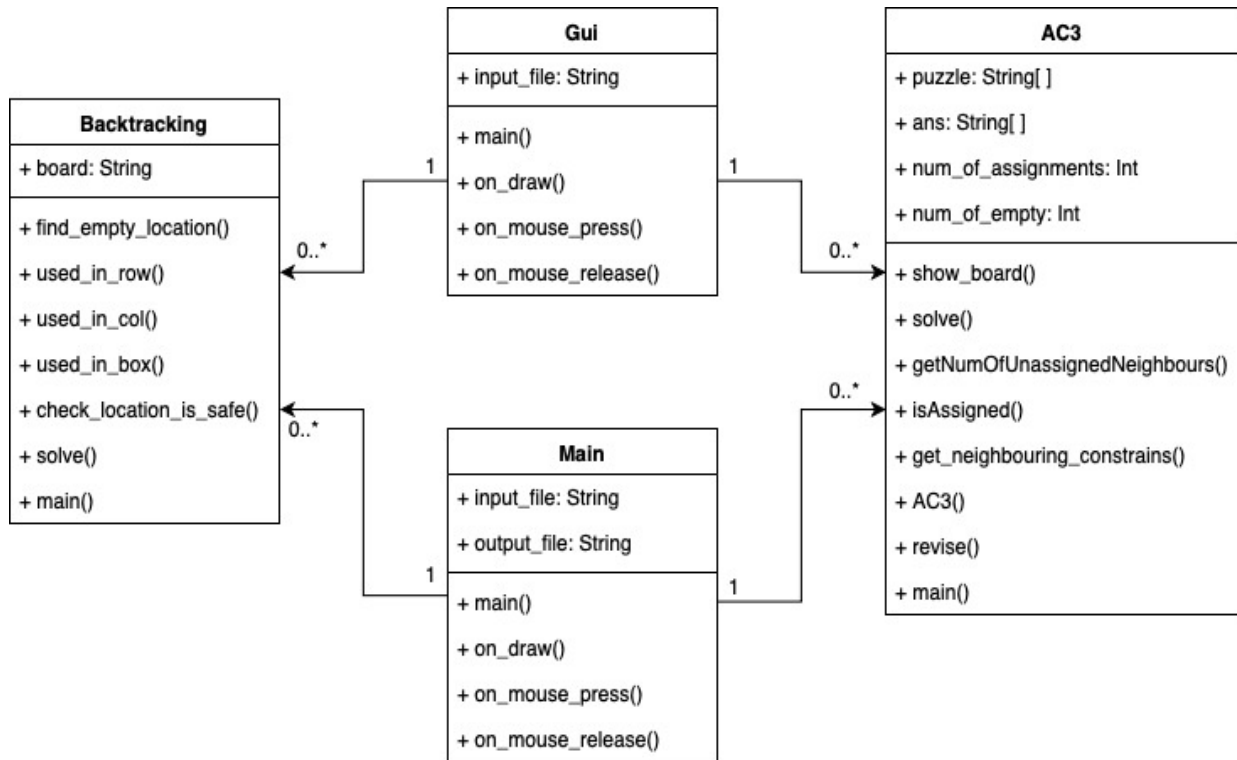 Backtracking
+ board: String
+ find_empty_location()
+ used_in_row()
+ used_in_col()
+ used_in_box()
+ check_location_is_safe()
+ solve()
+ main()
Gui
+ input_file: String
+ main()
+ on_draw()
+ on_mouse_press()
+ on_mouse_release()
1
0..*
1
0..*
Main
+ input_file: String
+ output_file: String
+ main()
+ on_draw()
+ on_mouse_press()
+ on_mouse_release()
1
0..*
1
0..*
AC3
+ puzzle: String[ ]
+ ans: String[ ]
+ num_of_assignments: Int
+ num_of_empty: Int
+ show_board()
+ solve()
+ getNumOfUnassignedNeighbours()
+ isAssigned()
+ get_neighbouring_constrains()
+ AC3()
+ revise()
+ main()